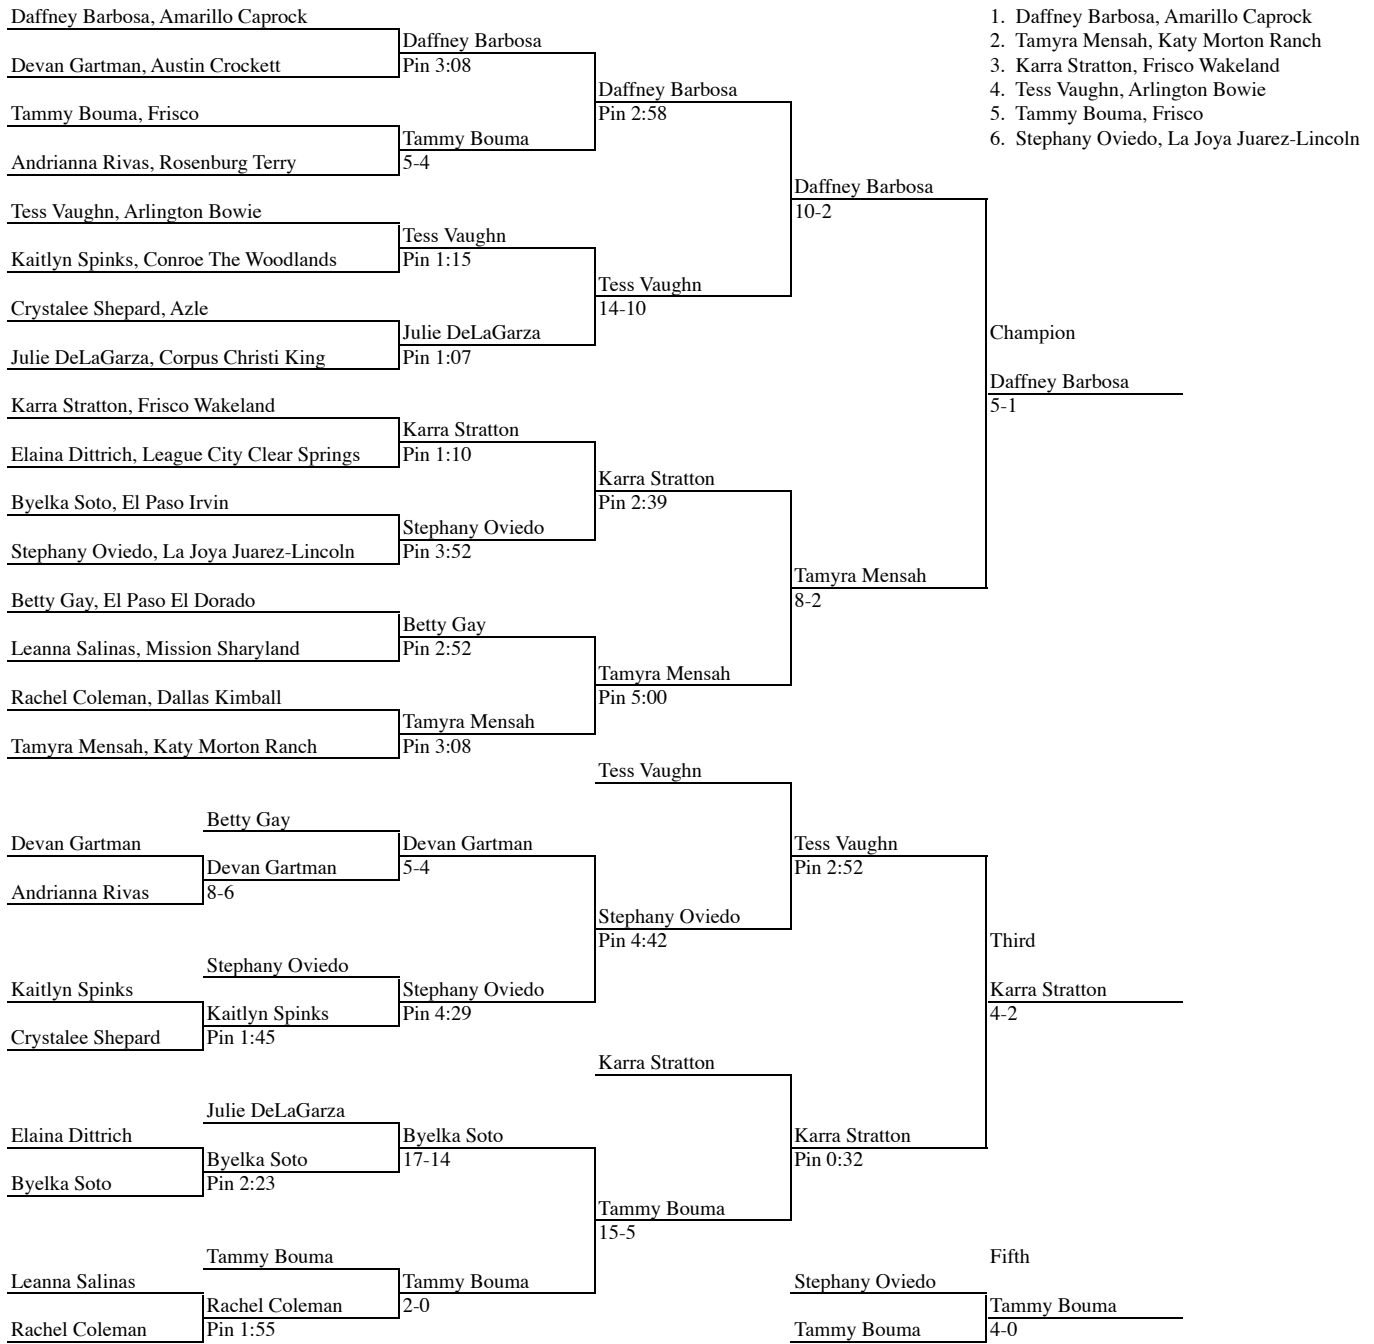 Daffney Barbosa, Amarillo Caprock
Daffney Barbosa
Devan Gartman, Austin Crockett
Pin 3:08
Daffney Barbosa
Tammy Bouma, Frisco
Pin 2:58
Tammy Bouma
Andrianna Rivas, Rosenburg Terry
5-4
Daffney Barbosa
Tess Vaughn, Arlington Bowie
10-2
Tess Vaughn
Kaitlyn Spinks, Conroe The Woodlands
Pin 1:15
Tess Vaughn
Crystalee Shepard, Azle
14-10
Julie DeLaGarza
Julie DeLaGarza, Corpus Christi King
Pin 1:07
Champion
Daffney Barbosa
5-1
Karra Stratton, Frisco Wakeland
Karra Stratton
Elaina Dittrich, League City Clear Springs
Pin 1:10
Karra Stratton
Byelka Soto, El Paso Irvin
Pin 2:39
Stephany Oviedo
Stephany Oviedo, La Joya Juarez-Lincoln
Pin 3:52
Tamyra Mensah
Betty Gay, El Paso El Dorado
8-2
Betty Gay
Leanna Salinas, Mission Sharyland
Pin 2:52
Tamyra Mensah
Rachel Coleman, Dallas Kimball
Pin 5:00
Tamyra Mensah
Tamyra Mensah, Katy Morton Ranch
Pin 3:08
1. Daffney Barbosa, Amarillo Caprock
2. Tamyra Mensah, Katy Morton Ranch
3. Karra Stratton, Frisco Wakeland
4. Tess Vaughn, Arlington Bowie
5. Tammy Bouma, Frisco
6. Stephany Oviedo, La Joya Juarez-Lincoln
Tess Vaughn
Betty Gay
Devan Gartman
Devan Gartman
Tess Vaughn
Devan Gartman
5-4
Pin 2:52
Andrianna Rivas
8-6
Stephany Oviedo
Pin 4:42
Third
Stephany Oviedo
Kaitlyn Spinks
Stephany Oviedo
Karra Stratton
Kaitlyn Spinks
Pin 4:29
4-2
Crystalee Shepard
Pin 1:45
Karra Stratton
Julie DeLaGarza
Elaina Dittrich
Byelka Soto
Karra Stratton
Byelka Soto
17-14
Pin 0:32
Byelka Soto
Pin 2:23
Tammy Bouma
15-5
Tammy Bouma
Fifth
Leanna Salinas
Tammy Bouma
Stephany Oviedo
Rachel Coleman
2-0
Tammy Bouma
Rachel Coleman
Pin 1:55
Tammy Bouma
4-0